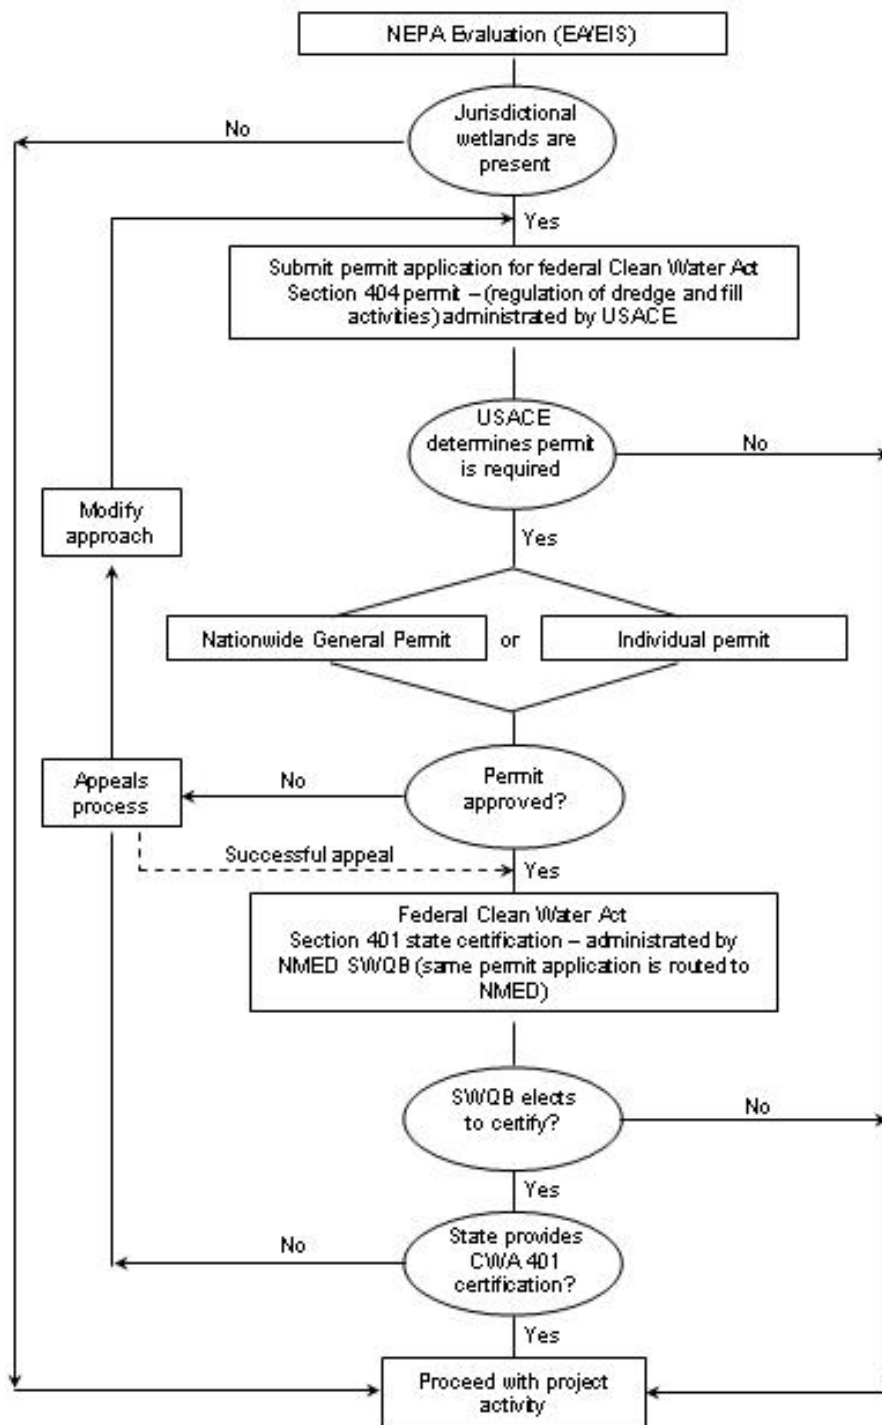 NEPA Evaluation (EA/EIS)
Jurisdictional
wetlands are
present
No
Yes
Submit permit application for federal Clean Water Act
Section 404 permit – (regulation of dredge and fill
activities) administrated by USACE
USACE
determines permit
is required
No
Modify
approach
Yes
Nationwide General Permit
or
Individual permit
Appeals
process
No
Permit
approved?
Successful appeal
Yes
Federal Clean Water Act
Section 401 state certification – administrated by
NMED SWQB (same permit application is routed to
NMED)
SWQB elects
to certify?
No
Yes
No
State provides
CWA 401
certification?
Yes
Proceed with project
activity